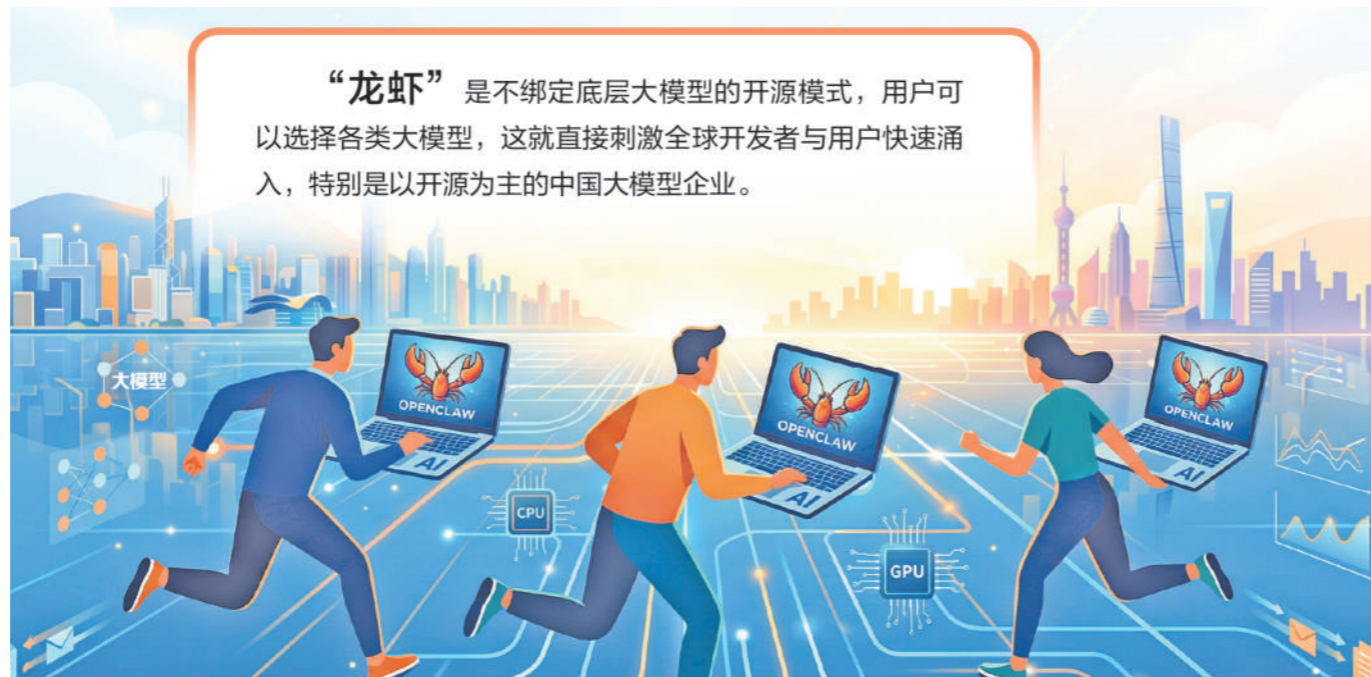 “龙虾”是不绑定底层大模型的开源模式，用户可
以选择各类大模型，这就直接刺激全球开发者与用户快速涌
入，特别是以开源为主的中国大模型企业。
大模型
OPENCLAW
AI
OPENCLAW
AI
OPENCLAW
AI
CPU
GPU